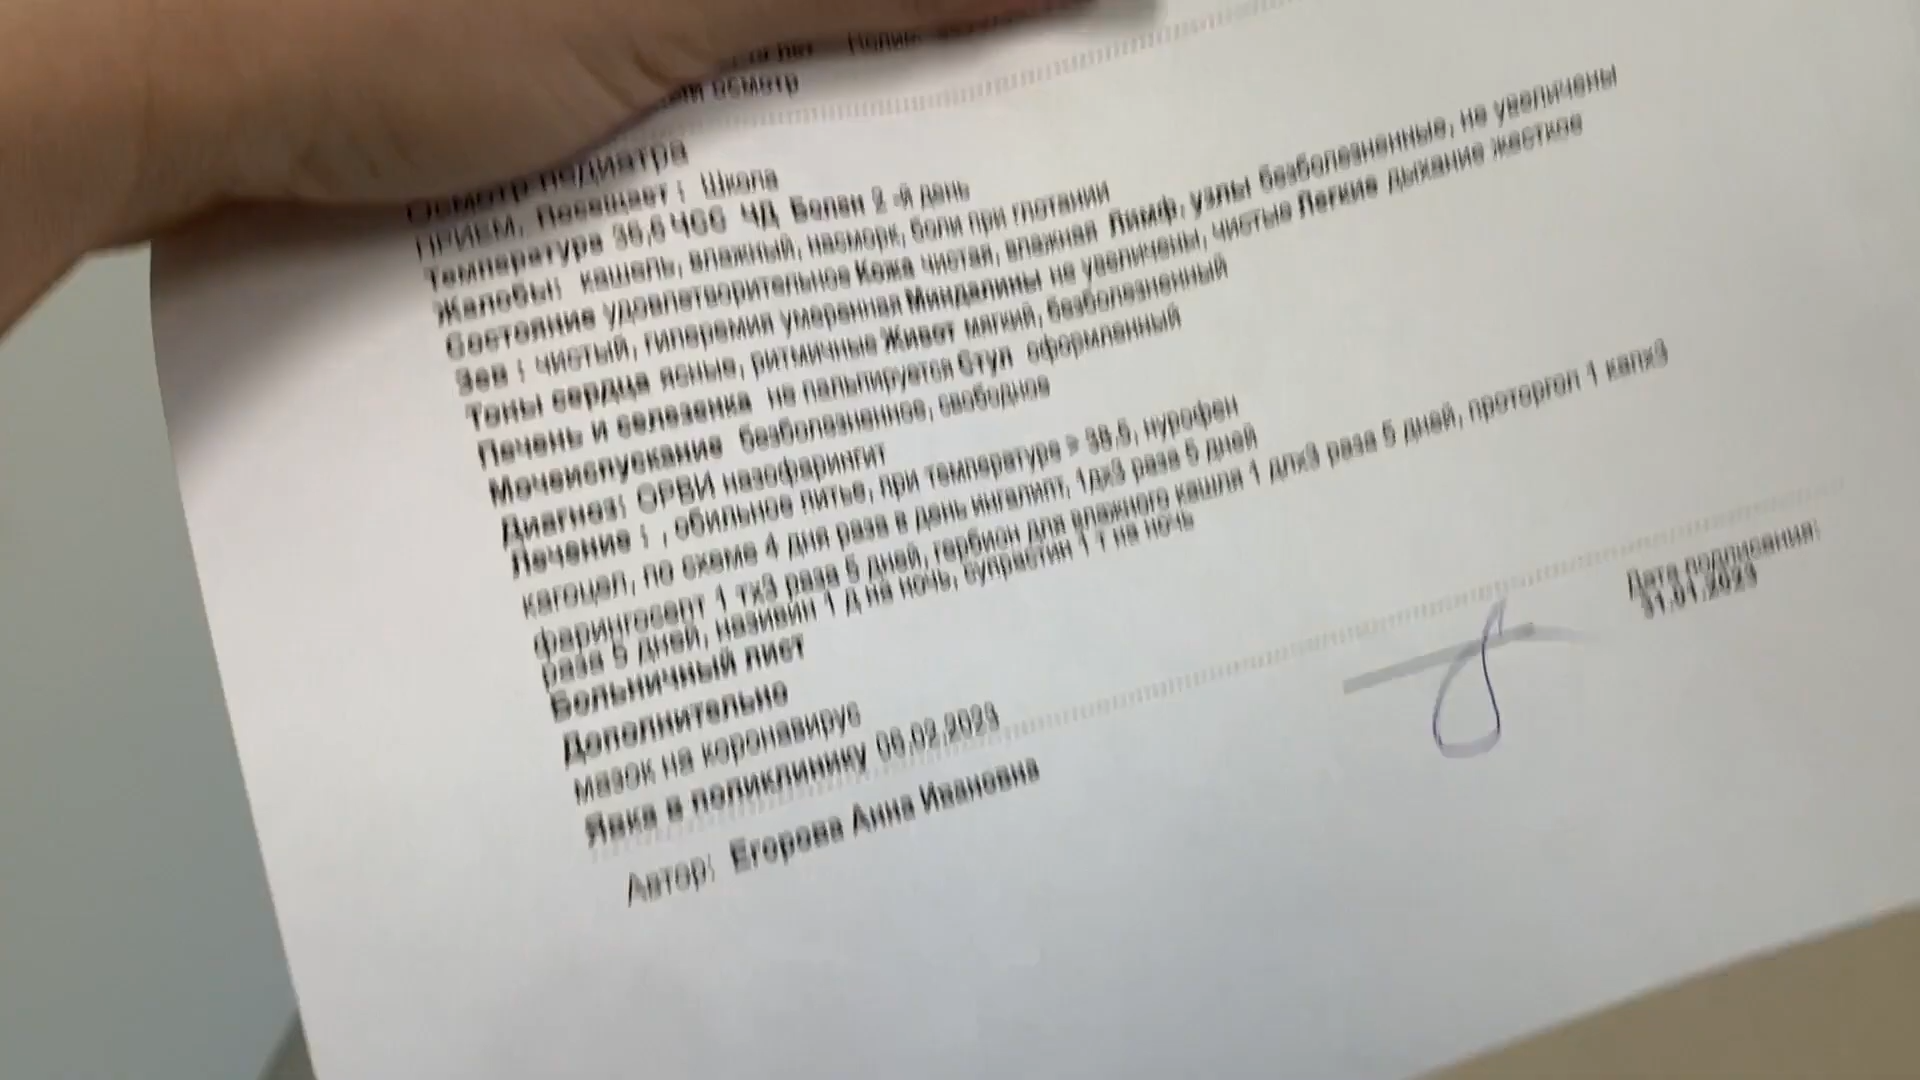 осмотр
Осмотр педиатра
ПРИЕМ, Посещает : Школа
Температура 36,6 ЧСС ЧД Болен 2 -й день
Жалобы: кашель, влажный, насморк, боли при глотании
Состояние удовлетворительное Кожа чистая, влажная Лимф. узлы безболезненные, не увеличены
Зев : чистый, гиперемия умеренная Миндалины не увеличены, чистые Легкие дыхание жесткое
Тоны сердца ясные, ритмичные Живот мягкий, безболезненный
Печень и селезенка не пальпируется Стул оформленный
Мочеиспускание безболезненное, свободное
Диагноз: ОРВИ назофарингит
Лечение : , обильное питье, при температуре > 38,5, нурофен
кагоцел, по схеме 4 дня раза в день ингалипт, 1дх3 раза 5 дней
фарингосепт 1 тх3 раза 5 дней, гербион для влажного кашля 1 длх3 раза 5 дней, проторгол 1 капх3
раза 5 дней, називин 1 д на ночь, супрастин 1 т на ночь
Больничный лист
Дополнительно
мазок на коронавирус
Явка в поликлинику 06.02.2023
Дата подписания:
31.01.2023
Автор: Егорова Анна Ивановна